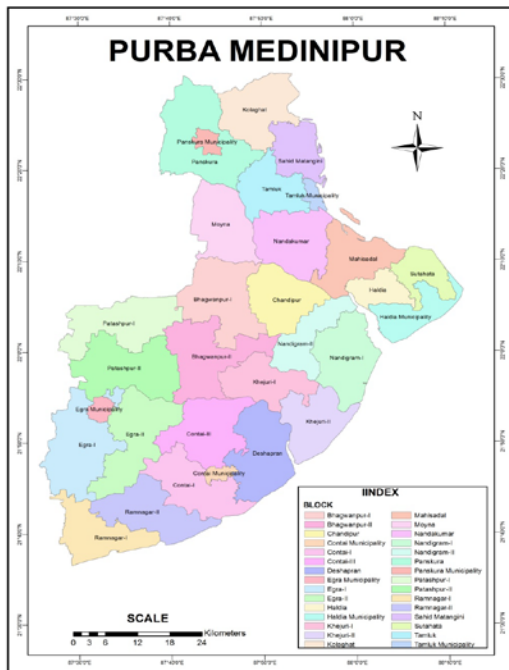 PURBA MEDINIPUR
N
Kolaghat
Panskura Municipality
Panskura
Sahid Matangini
Tamluk
Tamluk Municipality
Moyna
Nandakumar
Mahisadal
Sutahata
Haldia
Haldia Municipality
Bhagwanpur-I
Chandipur
Patashpur-I
Nandigram-II
Nandigram-I
Bhagwanpur-II
Patashpur-II
Khejuri-I
Egra Municipality
Khejuri-II
Egra-I
Egra-II
Contai-III
Deshapran
Contai Municipality
Contai-I
Ramnagar-II
Ramnagar-I
IINDEX
BLOCK
Bhagwanpur-I
Bhagwanpur-II
Chandipur
Contai Municipality
Contai-I
Contai-III
Deshapran
Egra Municipality
Egra-I
Egra-II
Haldia
Haldia Municipality
Khejuri-I
Khejuri-II
Kolaghat
Mahisadal
Moyna
Nandakumar
Nandigram-I
Nandigram-II
Panskura
Panskura Municipality
Patashpur-I
Patashpur-II
Ramnagar-I
Ramnagar-II
Sahid Matangini
Sutahata
Tamluk
Tamluk Municipality
SCALE
Kilometers
0 3 6 12 18 24